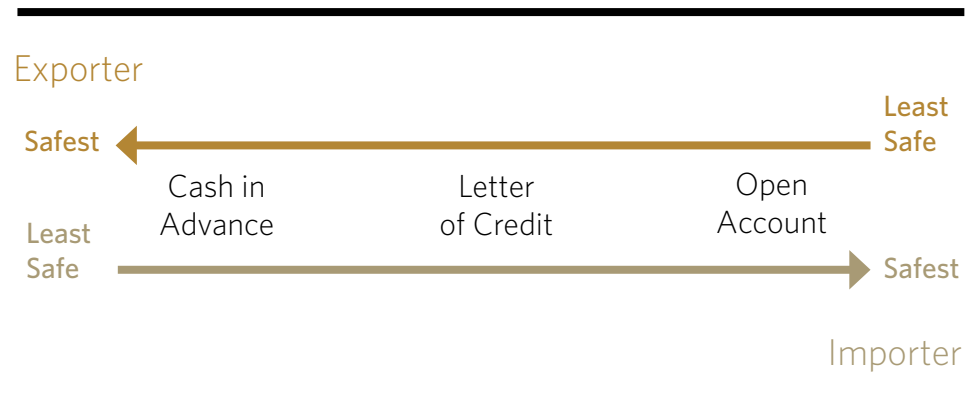 Exporter
Safest
Least
Safe
Cash in
Advance
Letter
of Credit
Open
Account
Least
Safe
Safest
Importer